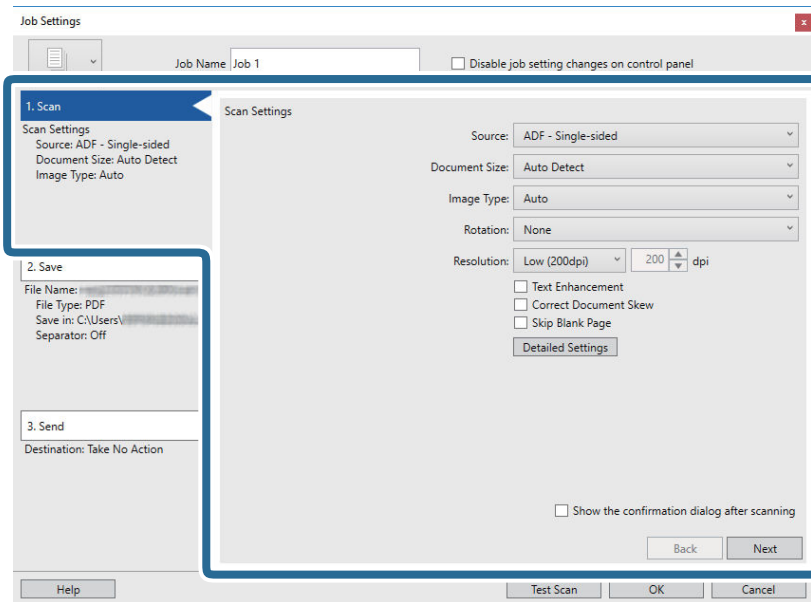 Job Settings
x
Job Name Job 1
Disable job setting changes on control panel
1. Scan
Scan Settings
Source: ADF - Single-sided
Document Size: Auto Detect
Image Type: Auto
2. Save
File Name:
File Type: PDF
Save in: C:\Users\
Separator: Off
3. Send
Destination: Take No Action
Scan Settings
Source: ADF - Single-sided
Document Size: Auto Detect
Image Type: Auto
Rotation: None
Resolution: Low (200dpi) 200 dpi
Text Enhancement
Correct Document Skew
Skip Blank Page
Detailed Settings
Show the confirmation dialog after scanning
Back Next
Help Test Scan OK Cancel